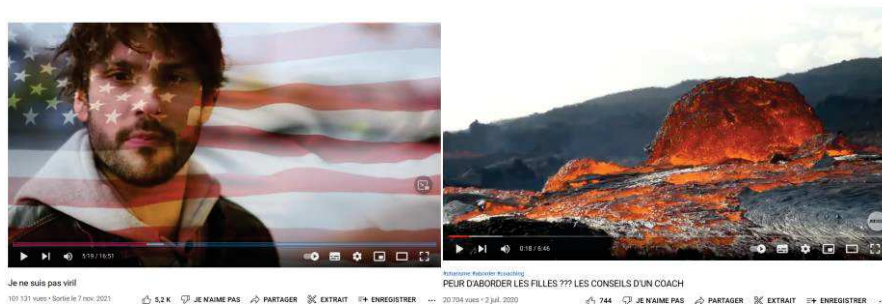 5:19 / 16:51
Je ne suis pas viril
101 131 vues • Sortie le 7 nov. 2021
5,2 K
JE N'AIME PAS
PARTAGER
EXTRAIT
ENREGISTRER
0:18 / 6:46
#charisme #aborder #coaching
PEUR D'ABORDER LES FILLES ??? LES CONSEILS D'UN COACH
20 704 vues • 2 juil. 2020
744
JE N'AIME PAS
PARTAGER
EXTRAIT
ENREGISTRER